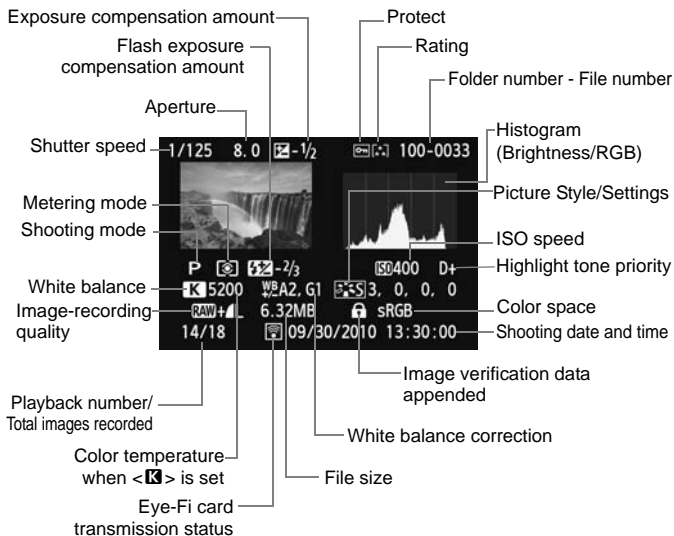 Exposure compensation amount
Protect
Flash exposure
compensation amount
Rating
Folder number - File number
Aperture
Histogram
(Brightness/RGB)
Shutter speed
1/125 8.0 -1/2 100-0033
Picture Style/Settings
Metering mode
Shooting mode
ISO speed
P -2/3 ISO400 D+
Highlight tone priority
White balance
K 5200 WB A2, G1 S 3, 0, 0, 0
Image-recording
quality
RAW+L 6.32MB sRGB
Color space
14/18 09/30/2010 13:30:00
Shooting date and time
Image verification data
appended
Playback number/
Total images recorded
White balance correction
Color temperature
when <K> is set
File size
Eye-Fi card
transmission status